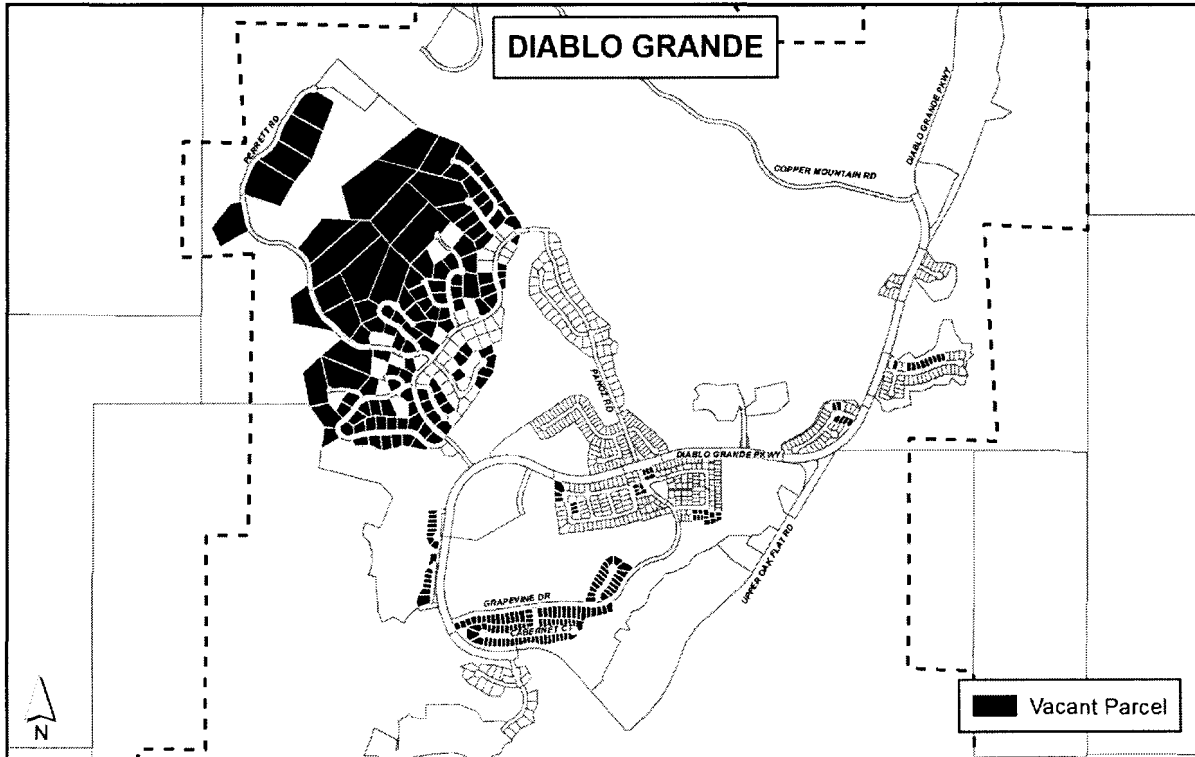 DIABLO GRANDE
PARRETT RD
DIABLO GRANDE PKWY
COPPER MOUNTAIN RD
PANOZ RD
DIABLO GRANDE PKWY
UPPER OAK FLAT RD
GRAPEVINE DR
CABERNET CT
N
Vacant Parcel